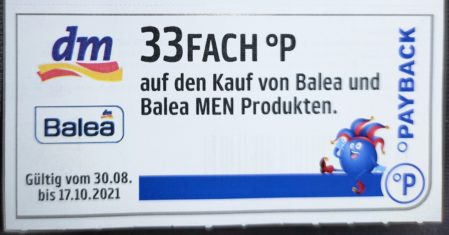 dm
33FACH °P
auf den Kauf von Balea und
Balea MEN Produkten.
Balea
Gültig vom 30.08.
bis 17.10.2021
°PAYBACK
°P